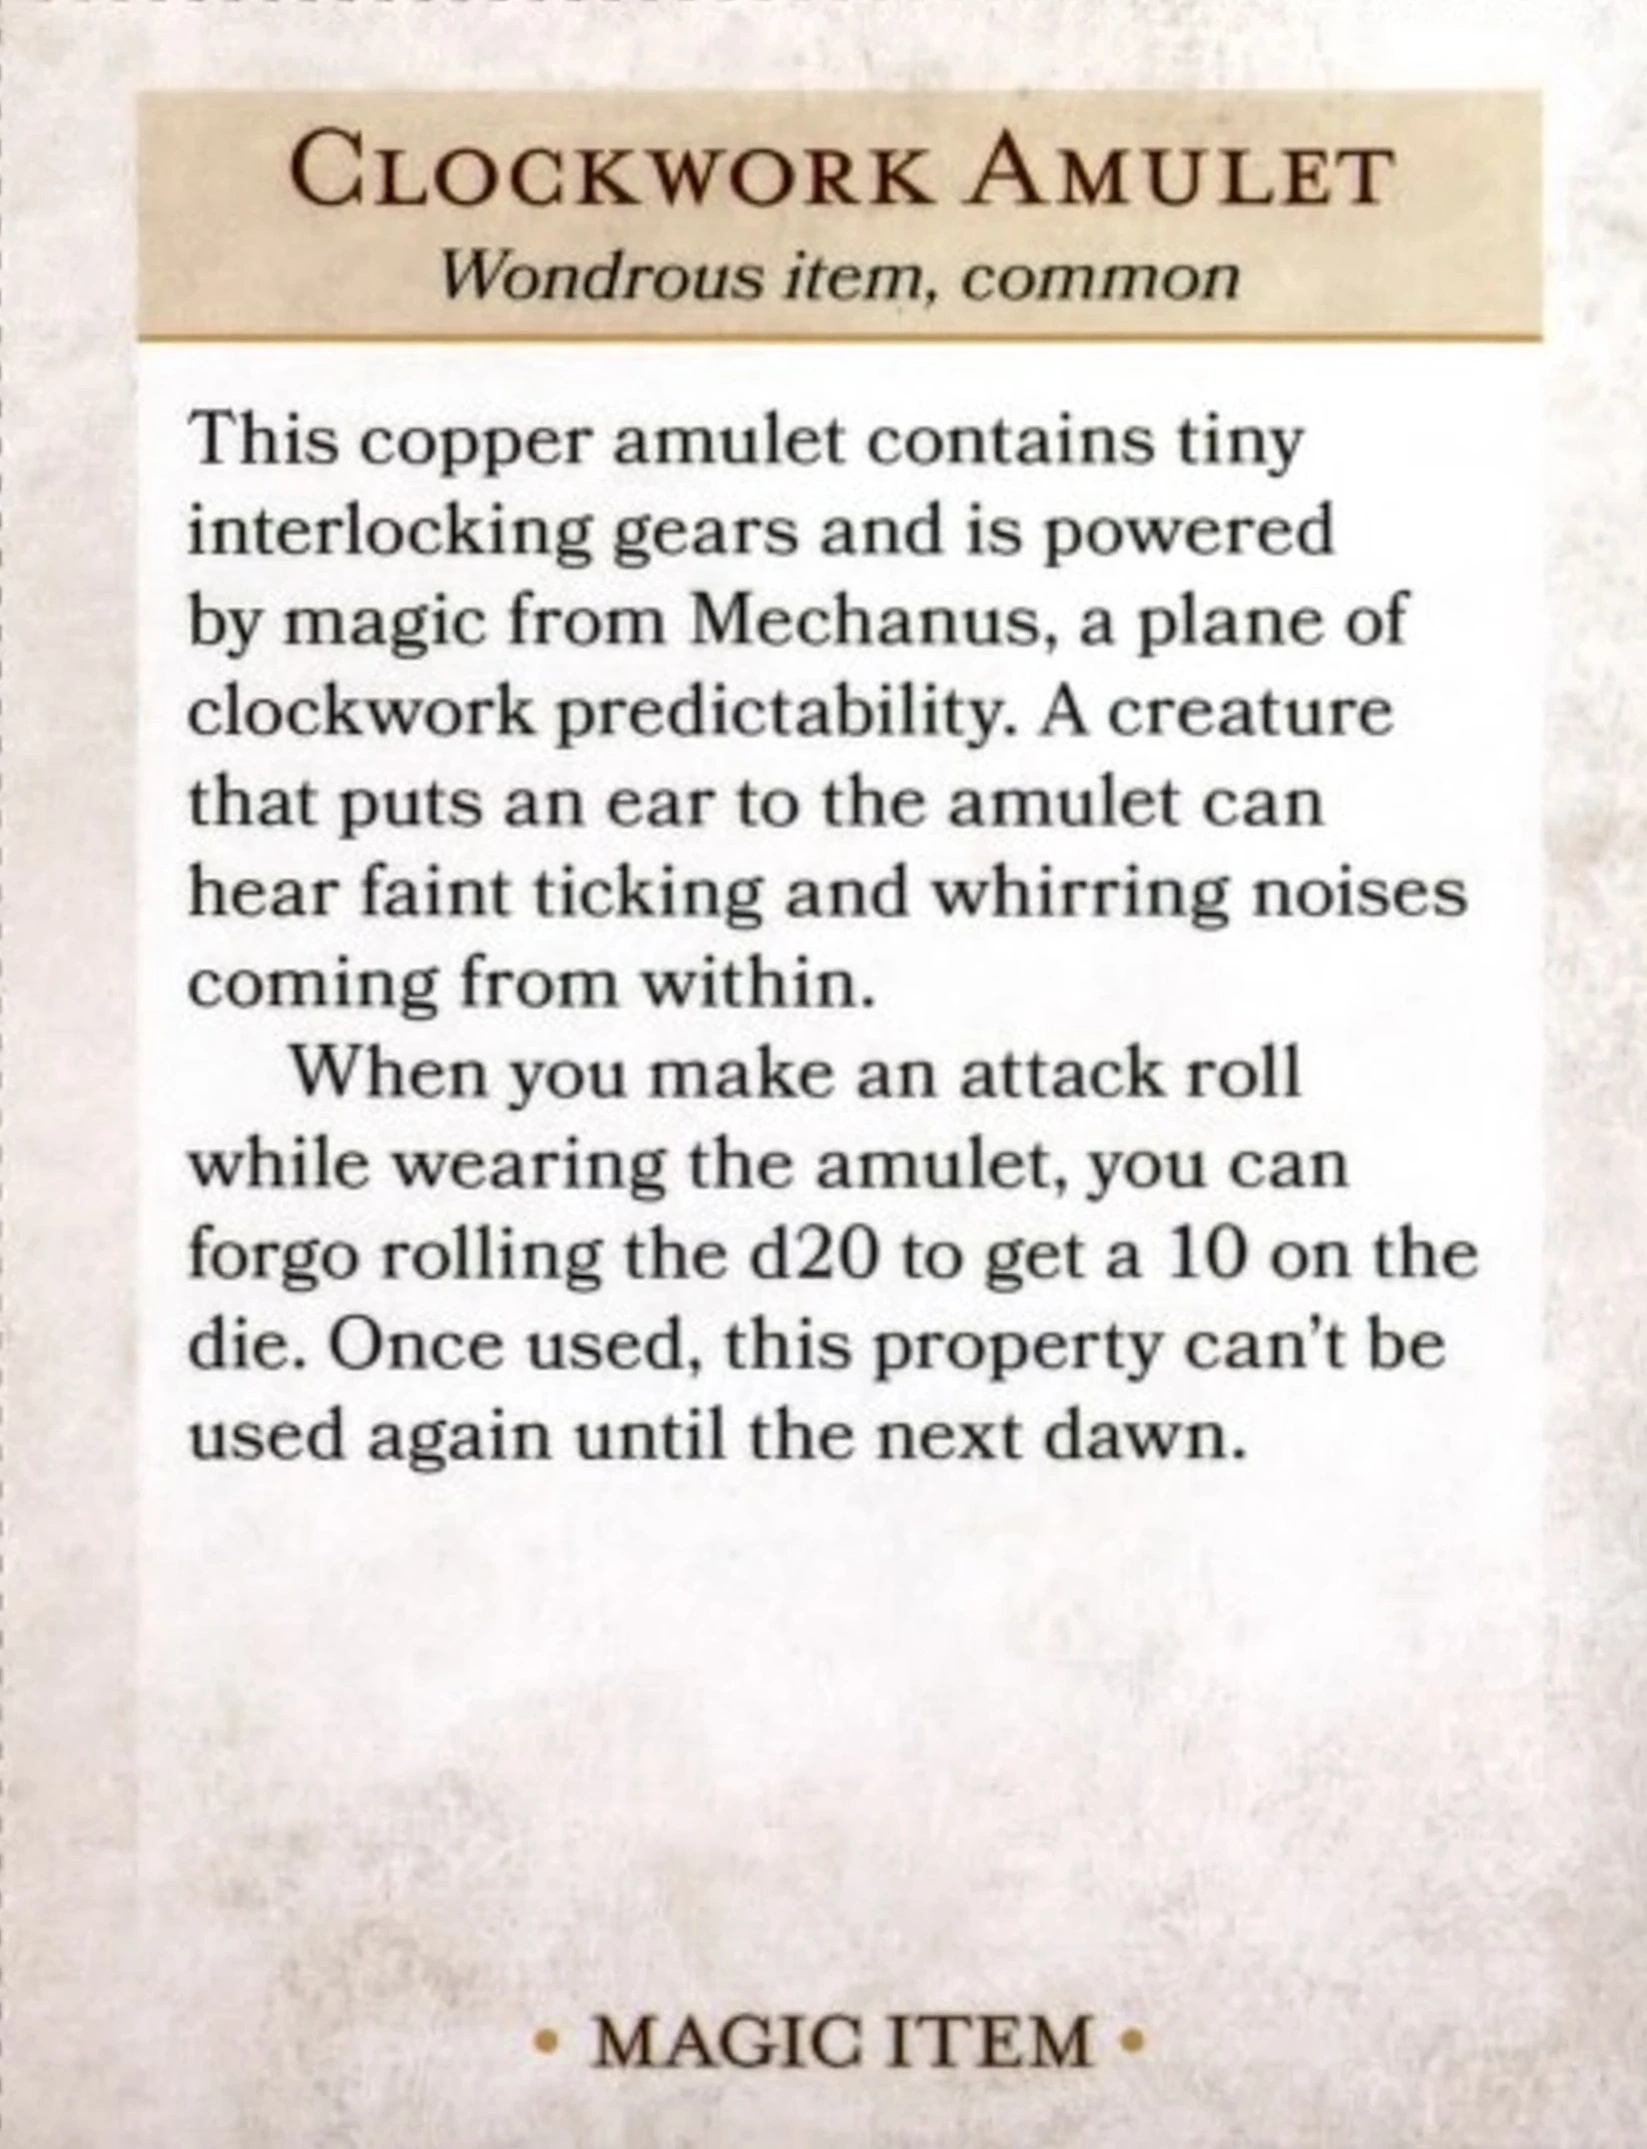 Clockwork Amulet
Wondrous item, common
This copper amulet contains tiny
interlocking gears and is powered
by magic from Mechanus, a plane of
clockwork predictability. A creature
that puts an ear to the amulet can
hear faint ticking and whirring noises
coming from within.
When you make an attack roll
while wearing the amulet, you can
forgo rolling the d20 to get a 10 on the
die. Once used, this property can't be
used again until the next dawn.
• MAGIC ITEM •